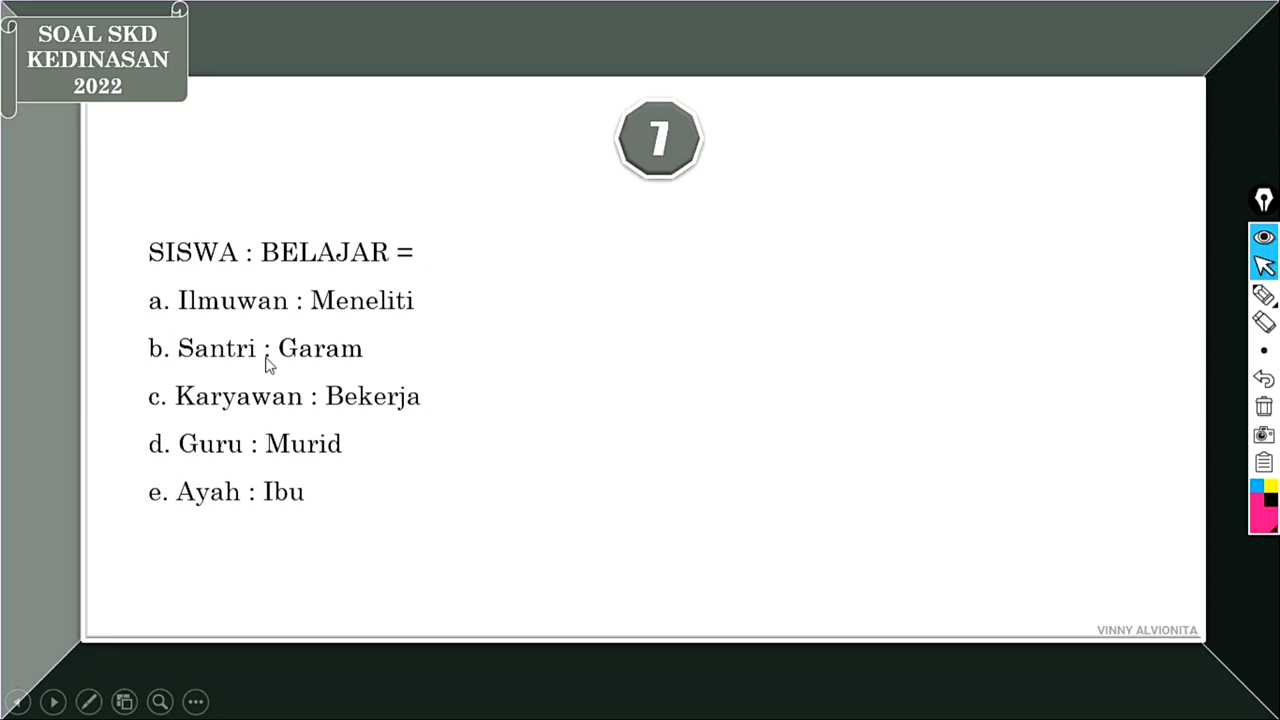 SOAL SKD
KEDINASAN
2022
7
SISWA : BELAJAR =
a. Ilmuwan : Meneliti
b. Santri : Garam
c. Karyawan : Bekerja
d. Guru : Murid
e. Ayah : Ibu
VINNY ALVIONITA